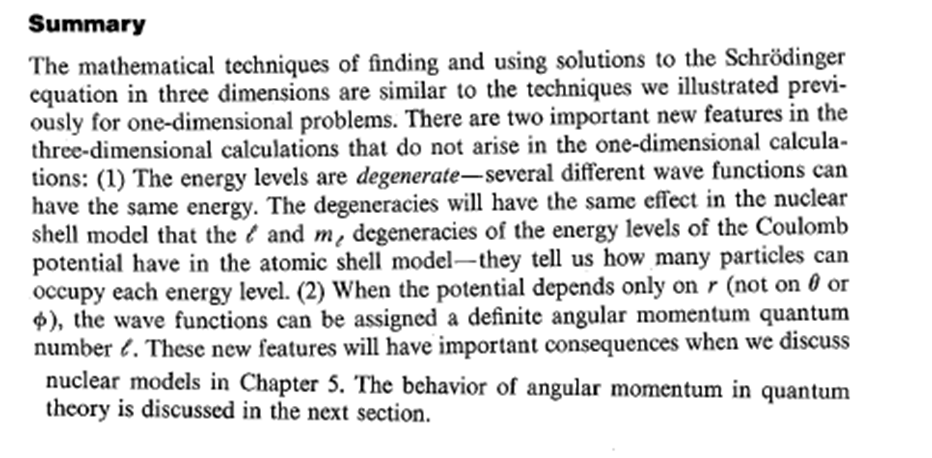 Summary
The mathematical techniques of finding and using solutions to the Schrödinger
equation in three dimensions are similar to the techniques we illustrated previ-
ously for one-dimensional problems. There are two important new features in the
three-dimensional calculations that do not arise in the one-dimensional calcula-
tions: (1) The energy levels are degenerate—several different wave functions can
have the same energy. The degeneracies will have the same effect in the nuclear
shell model that the ℓ and mℓ degeneracies of the energy levels of the Coulomb
potential have in the atomic shell model—they tell us how many particles can
occupy each energy level. (2) When the potential depends only on r (not on θ or
ϕ), the wave functions can be assigned a definite angular momentum quantum
number ℓ. These new features will have important consequences when we discuss
nuclear models in Chapter 5. The behavior of angular momentum in quantum
theory is discussed in the next section.